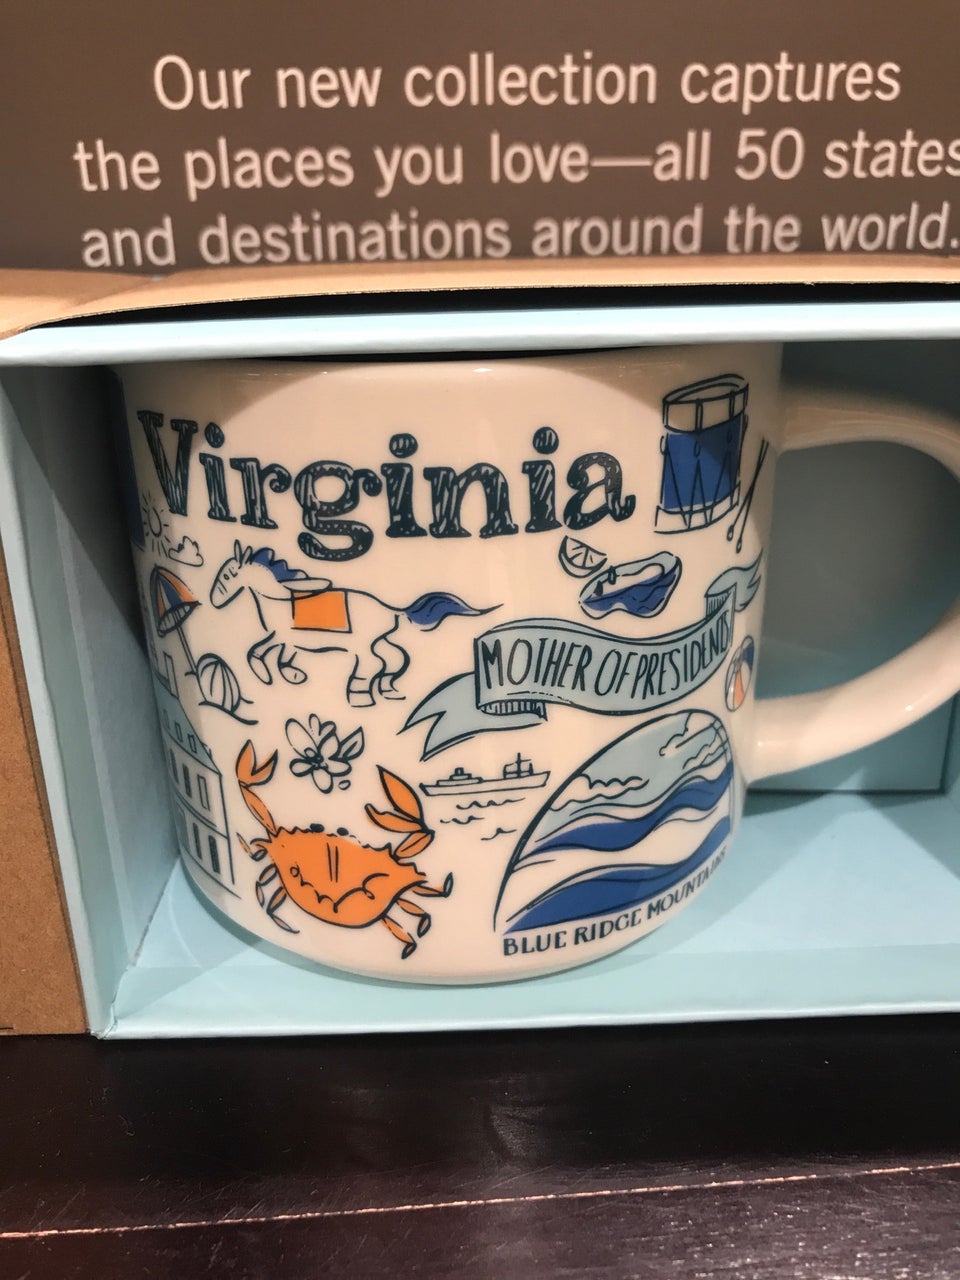 Our new collection captures
the places you love—all 50 states
and destinations around the world.
Virginia
MOTHER OF PRESIDENTS
BLUE RIDGE MOUNTAINS